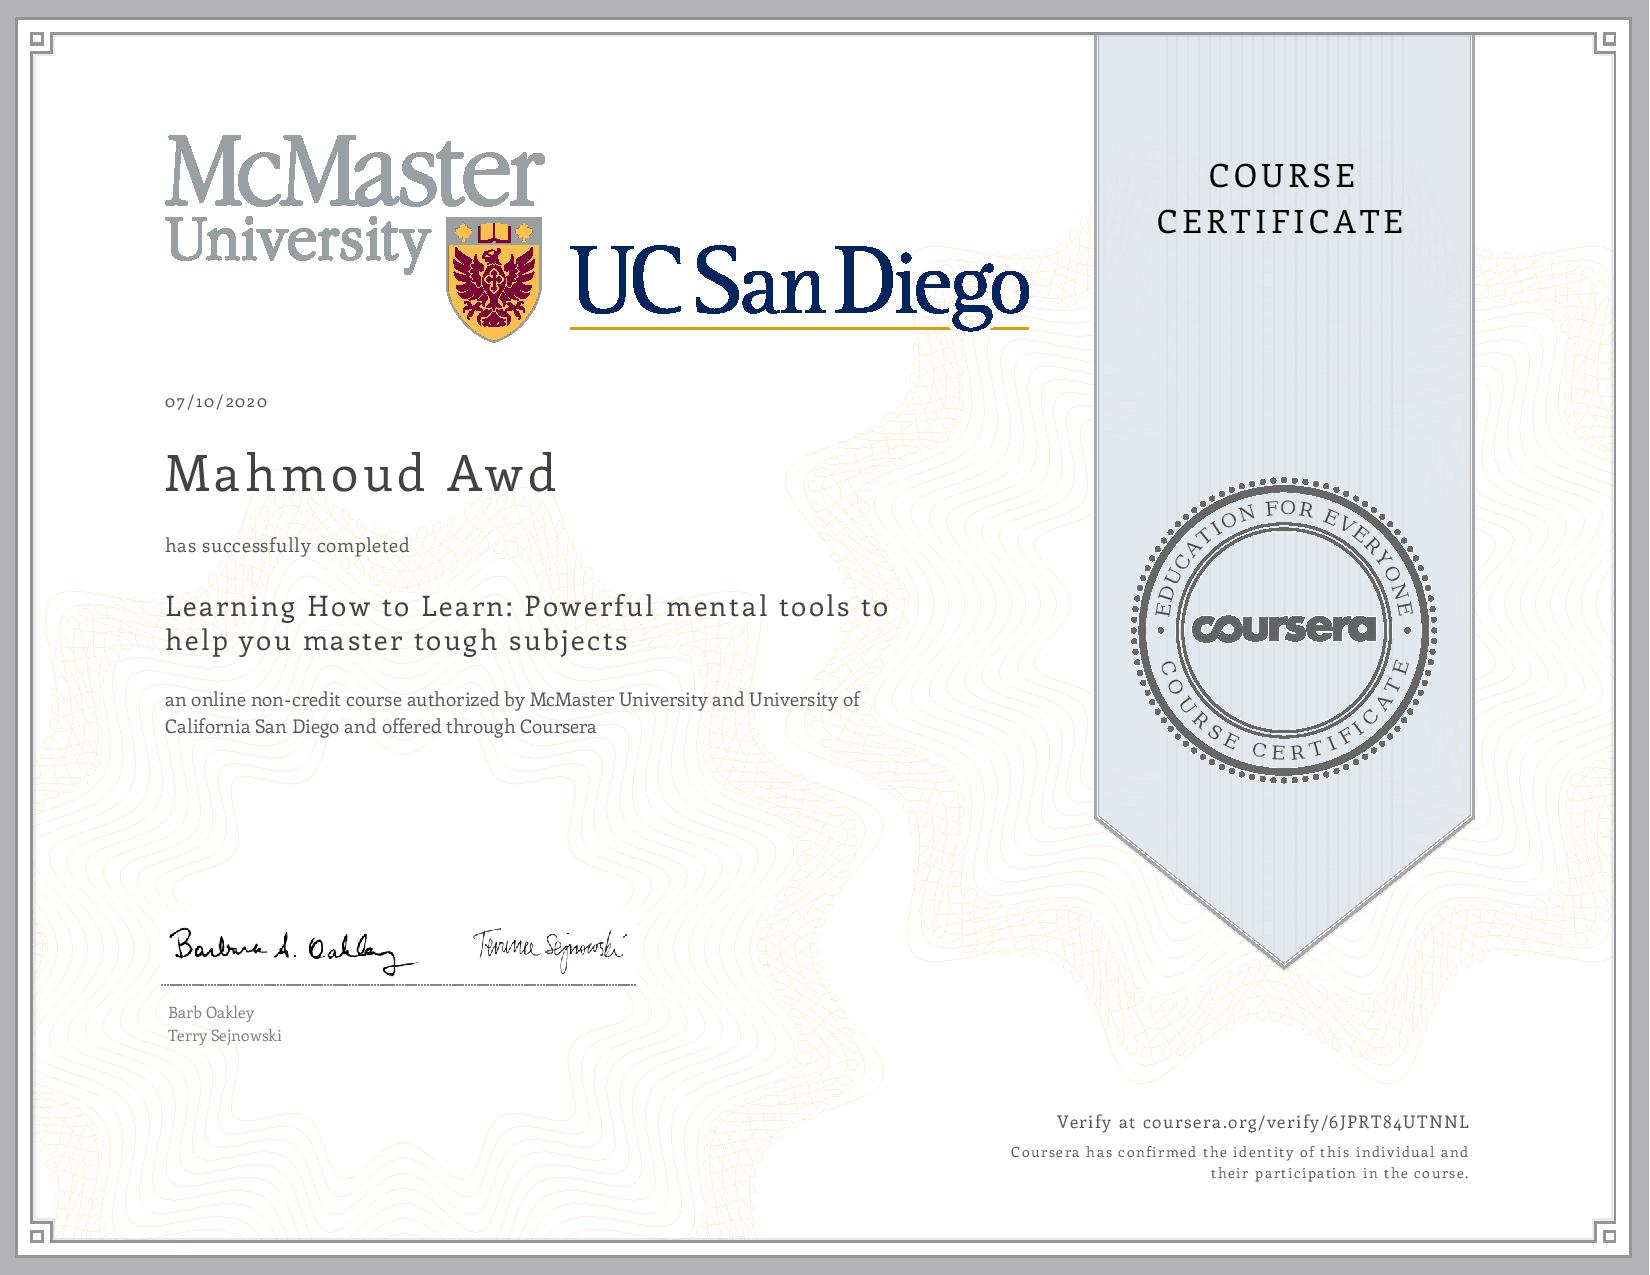 McMaster
University
UC San Diego
COURSE
CERTIFICATE
07/10/2020
Mahmoud Awd
has successfully completed
Learning How to Learn: Powerful mental tools to
help you master tough subjects
an online non-credit course authorized by McMaster University and University of
California San Diego and offered through Coursera
EDUCATION FOR EVERYONE
coursera
COURSE CERTIFICATE
Barbara A. Oakley
Terrence Sejnowski
Barb Oakley
Terry Sejnowski
Verify at coursera.org/verify/6JPRT84UTNNL
Coursera has confirmed the identity of this individual and
their participation in the course.